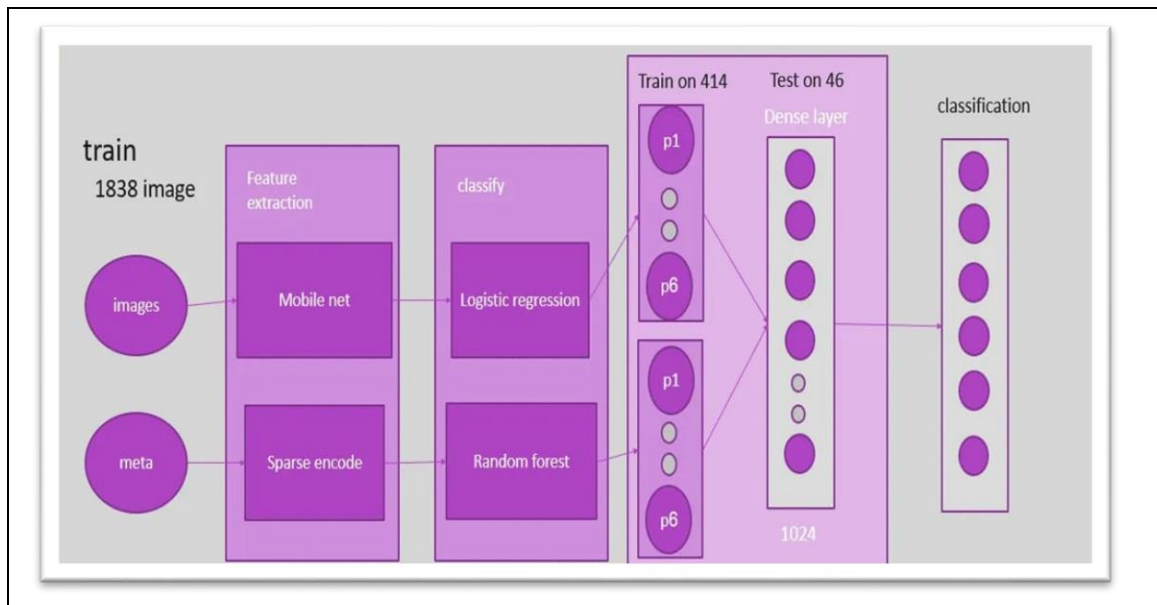 train
1838 image
images
meta
Feature
extraction
Mobile net
Sparse encode
classify
Logistic regression
Random forest
Train on 414
p1
p6
p1
p6
Test on 46
Dense layer
1024
classification